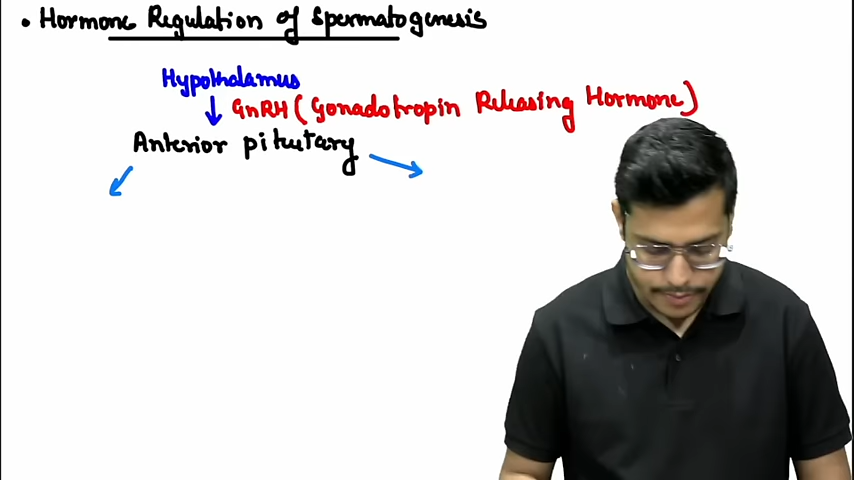 • Hormone Regulation of Spermatogenesis
Hypothalamus
GnRH (Gonadotropin Releasing Hormone)
Anterior pituitary